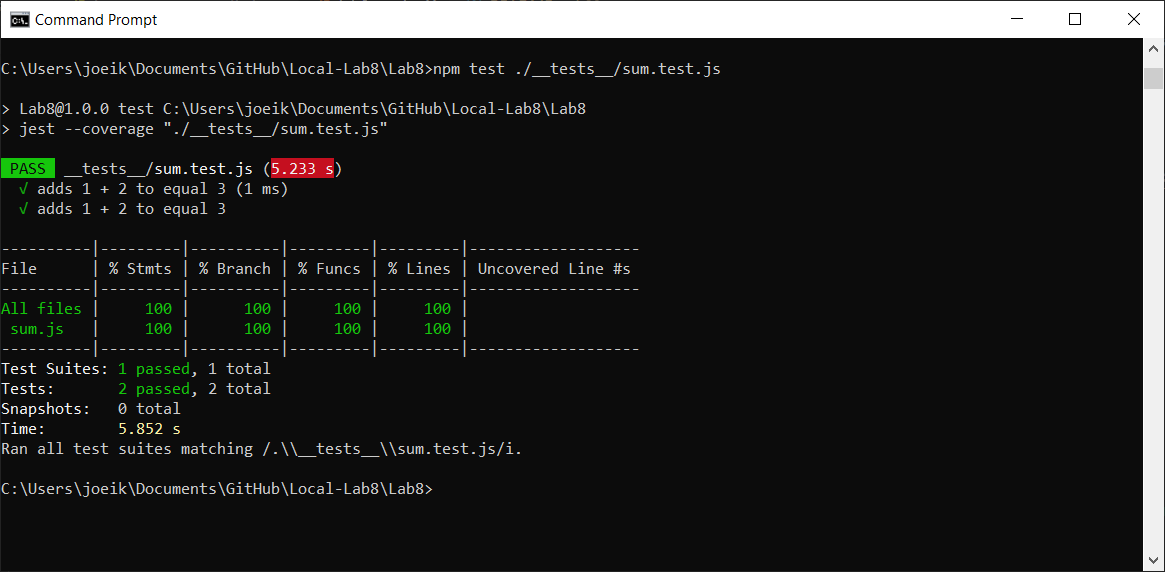 Command Prompt
C:\Users\joeik\Documents\GitHub\Local-Lab8\Lab8>npm test ./__tests__/sum.test.js
> Lab8@1.0.0 test C:\Users\joeik\Documents\GitHub\Local-Lab8\Lab8
> jest --coverage "./__tests__/sum.test.js"
PASS __tests__/sum.test.js (5.233 s)
  √ adds 1 + 2 to equal 3 (1 ms)
  √ adds 1 + 2 to equal 3
----------|---------|----------|---------|---------|-------------------
File      | % Stmts | % Branch | % Funcs | % Lines | Uncovered Line #s
----------|---------|----------|---------|---------|-------------------
All files |     100 |      100 |     100 |     100 |
 sum.js   |     100 |      100 |     100 |     100 |
----------|---------|----------|---------|---------|-------------------
Test Suites: 1 passed, 1 total
Tests:       2 passed, 2 total
Snapshots:   0 total
Time:        5.852 s
Ran all test suites matching /.\\__tests__\\sum.test.js/i.
C:\Users\joeik\Documents\GitHub\Local-Lab8\Lab8>